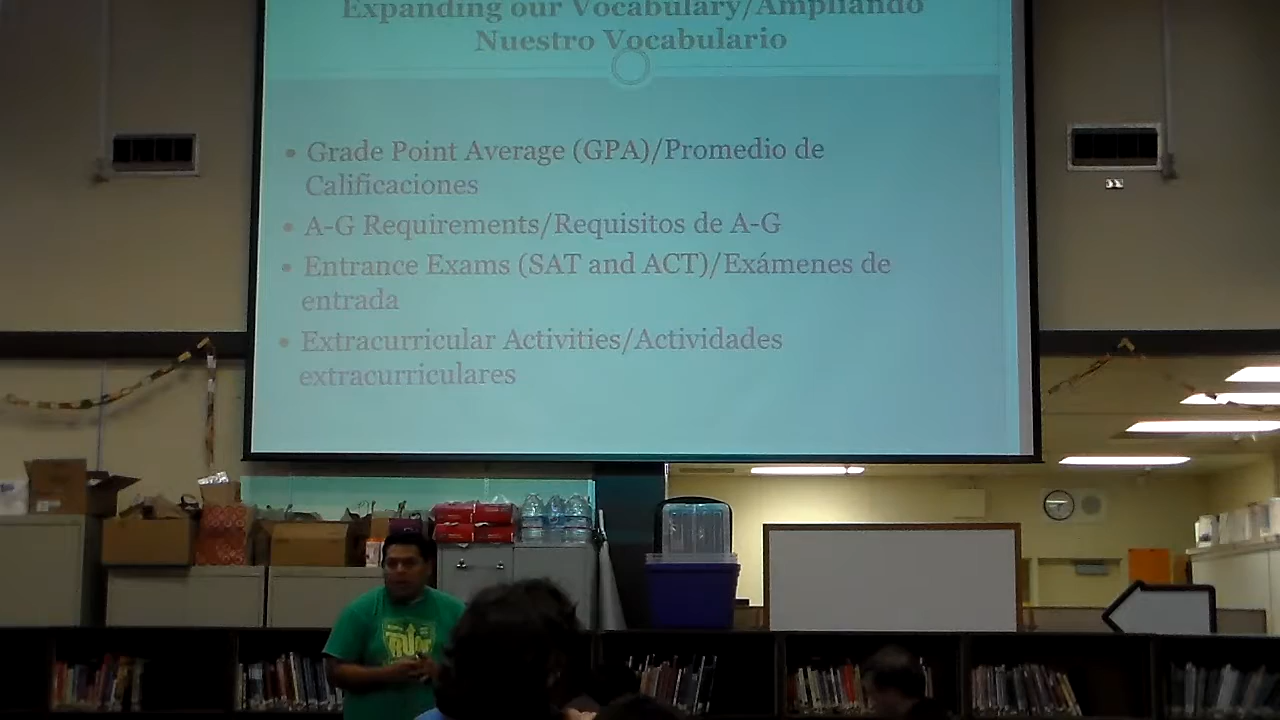 Expanding our Vocabulary/Ampliando
Nuestro Vocabulario
• Grade Point Average (GPA)/Promedio de
Calificaciones
• A-G Requirements/Requisitos de A-G
• Entrance Exams (SAT and ACT)/Exámenes de
entrada
• Extracurricular Activities/Actividades
extracurriculares
RUN